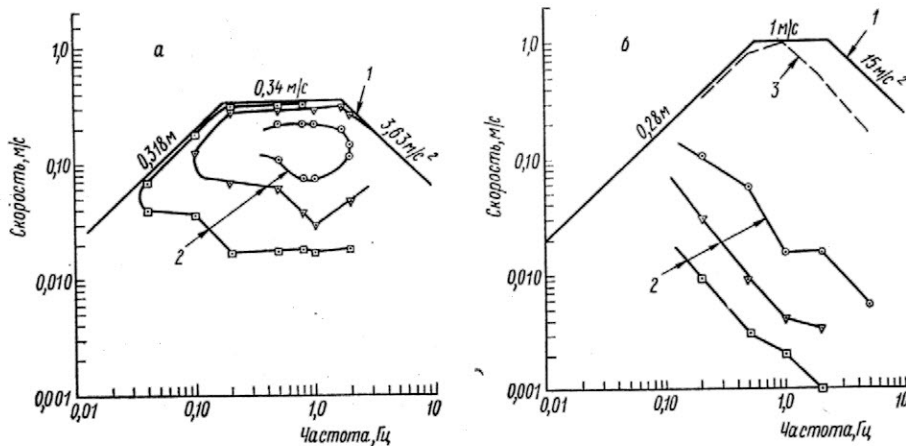 а
Скорость, м/с
1,0
0,10
0,010
0,001
0,318 м
0,34 м/с
3,63 м/с²
1
2
0,01
0,10
1,0
10
Частота, Гц
б
Скорость, м/с
1,0
0,10
0,010
0,001
0,28 м
1 м/с
15 м/с²
1
3
2
0,01
0,10
1,0
10
Частота, Гц